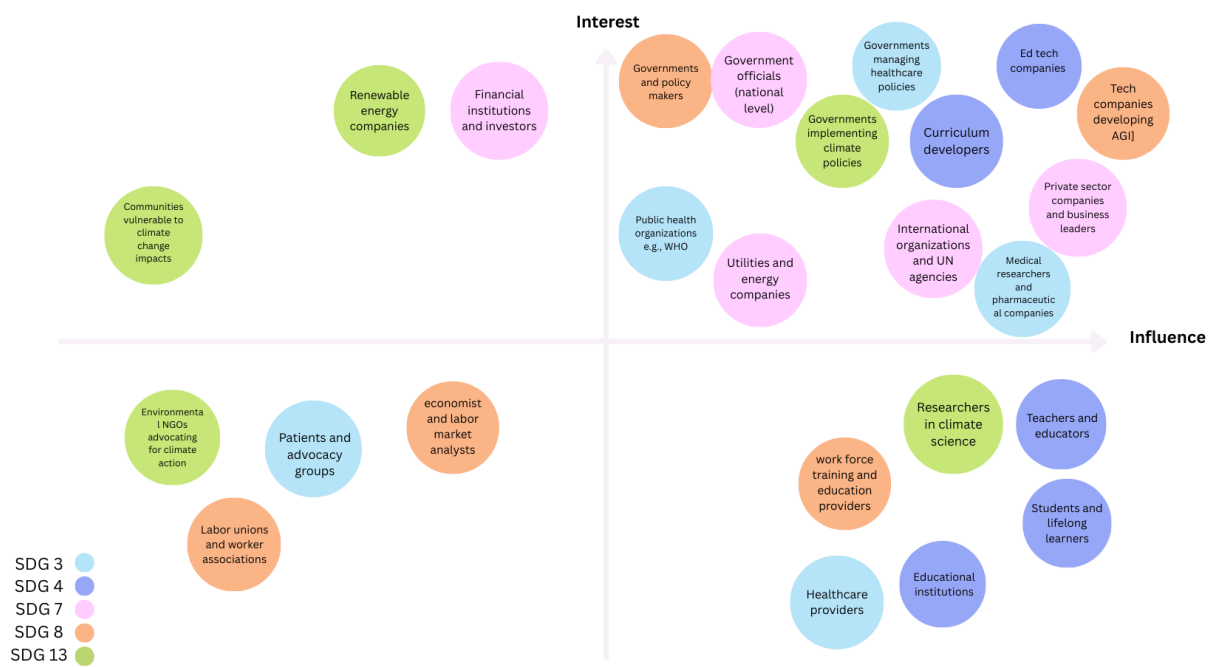 Interest
Governments
and policy
makers
Government
officials
(national
level)
Governments
managing
healthcare
policies
Ed tech
companies
Renewable
energy
companies
Financial
institutions
and investors
Governments
implementing
climate
policies
Curriculum
developers
Tech
companies
developing
AGI]
Communities
vulnerable to
climate
change
impacts
Public health
organizations
e.g., WHO
Utilities and
energy
companies
International
organizations
and UN
agencies
Private sector
companies
and business
leaders
Medical
researchers
and
pharmaceutic
al companies
Influence
Environmenta
l NGOs
advocating
for climate
action
Patients and
advocacy
groups
economist
and labor
market
analysts
Labor unions
and worker
associations
Researchers
in climate
science
Teachers and
educators
work force
training and
education
providers
Students and
lifelong
learners
Healthcare
providers
Educational
institutions
SDG 3
SDG 4
SDG 7
SDG 8
SDG 13